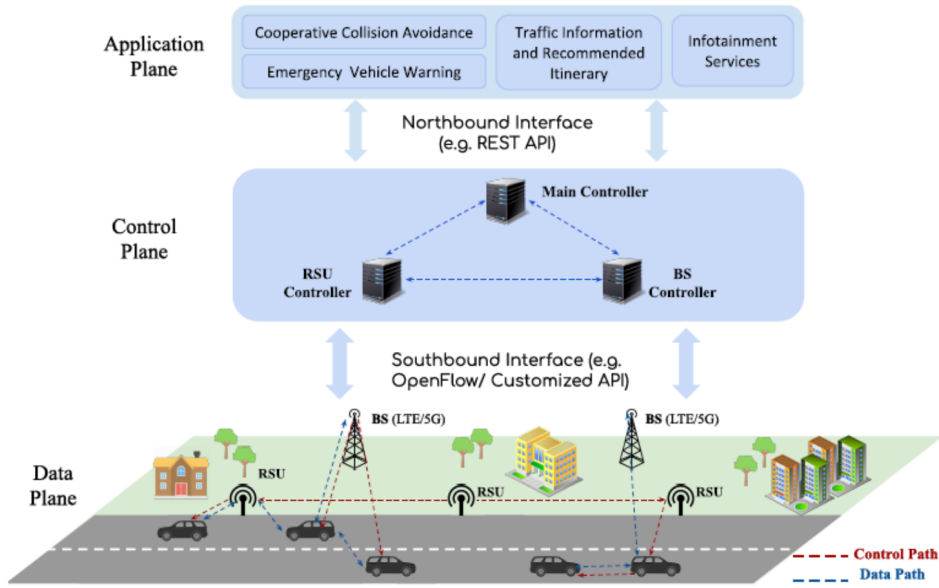 Application
Plane
Cooperative Collision Avoidance
Emergency Vehicle Warning
Traffic Information
and Recommended
Itinerary
Infotainment
Services
Northbound Interface
(e.g. REST API)
Control
Plane
Main Controller
RSU
Controller
BS
Controller
Southbound Interface (e.g.
OpenFlow/ Customized API)
Data
Plane
BS (LTE/5G)
BS (LTE/5G)
RSU
RSU
RSU
Control Path
Data Path